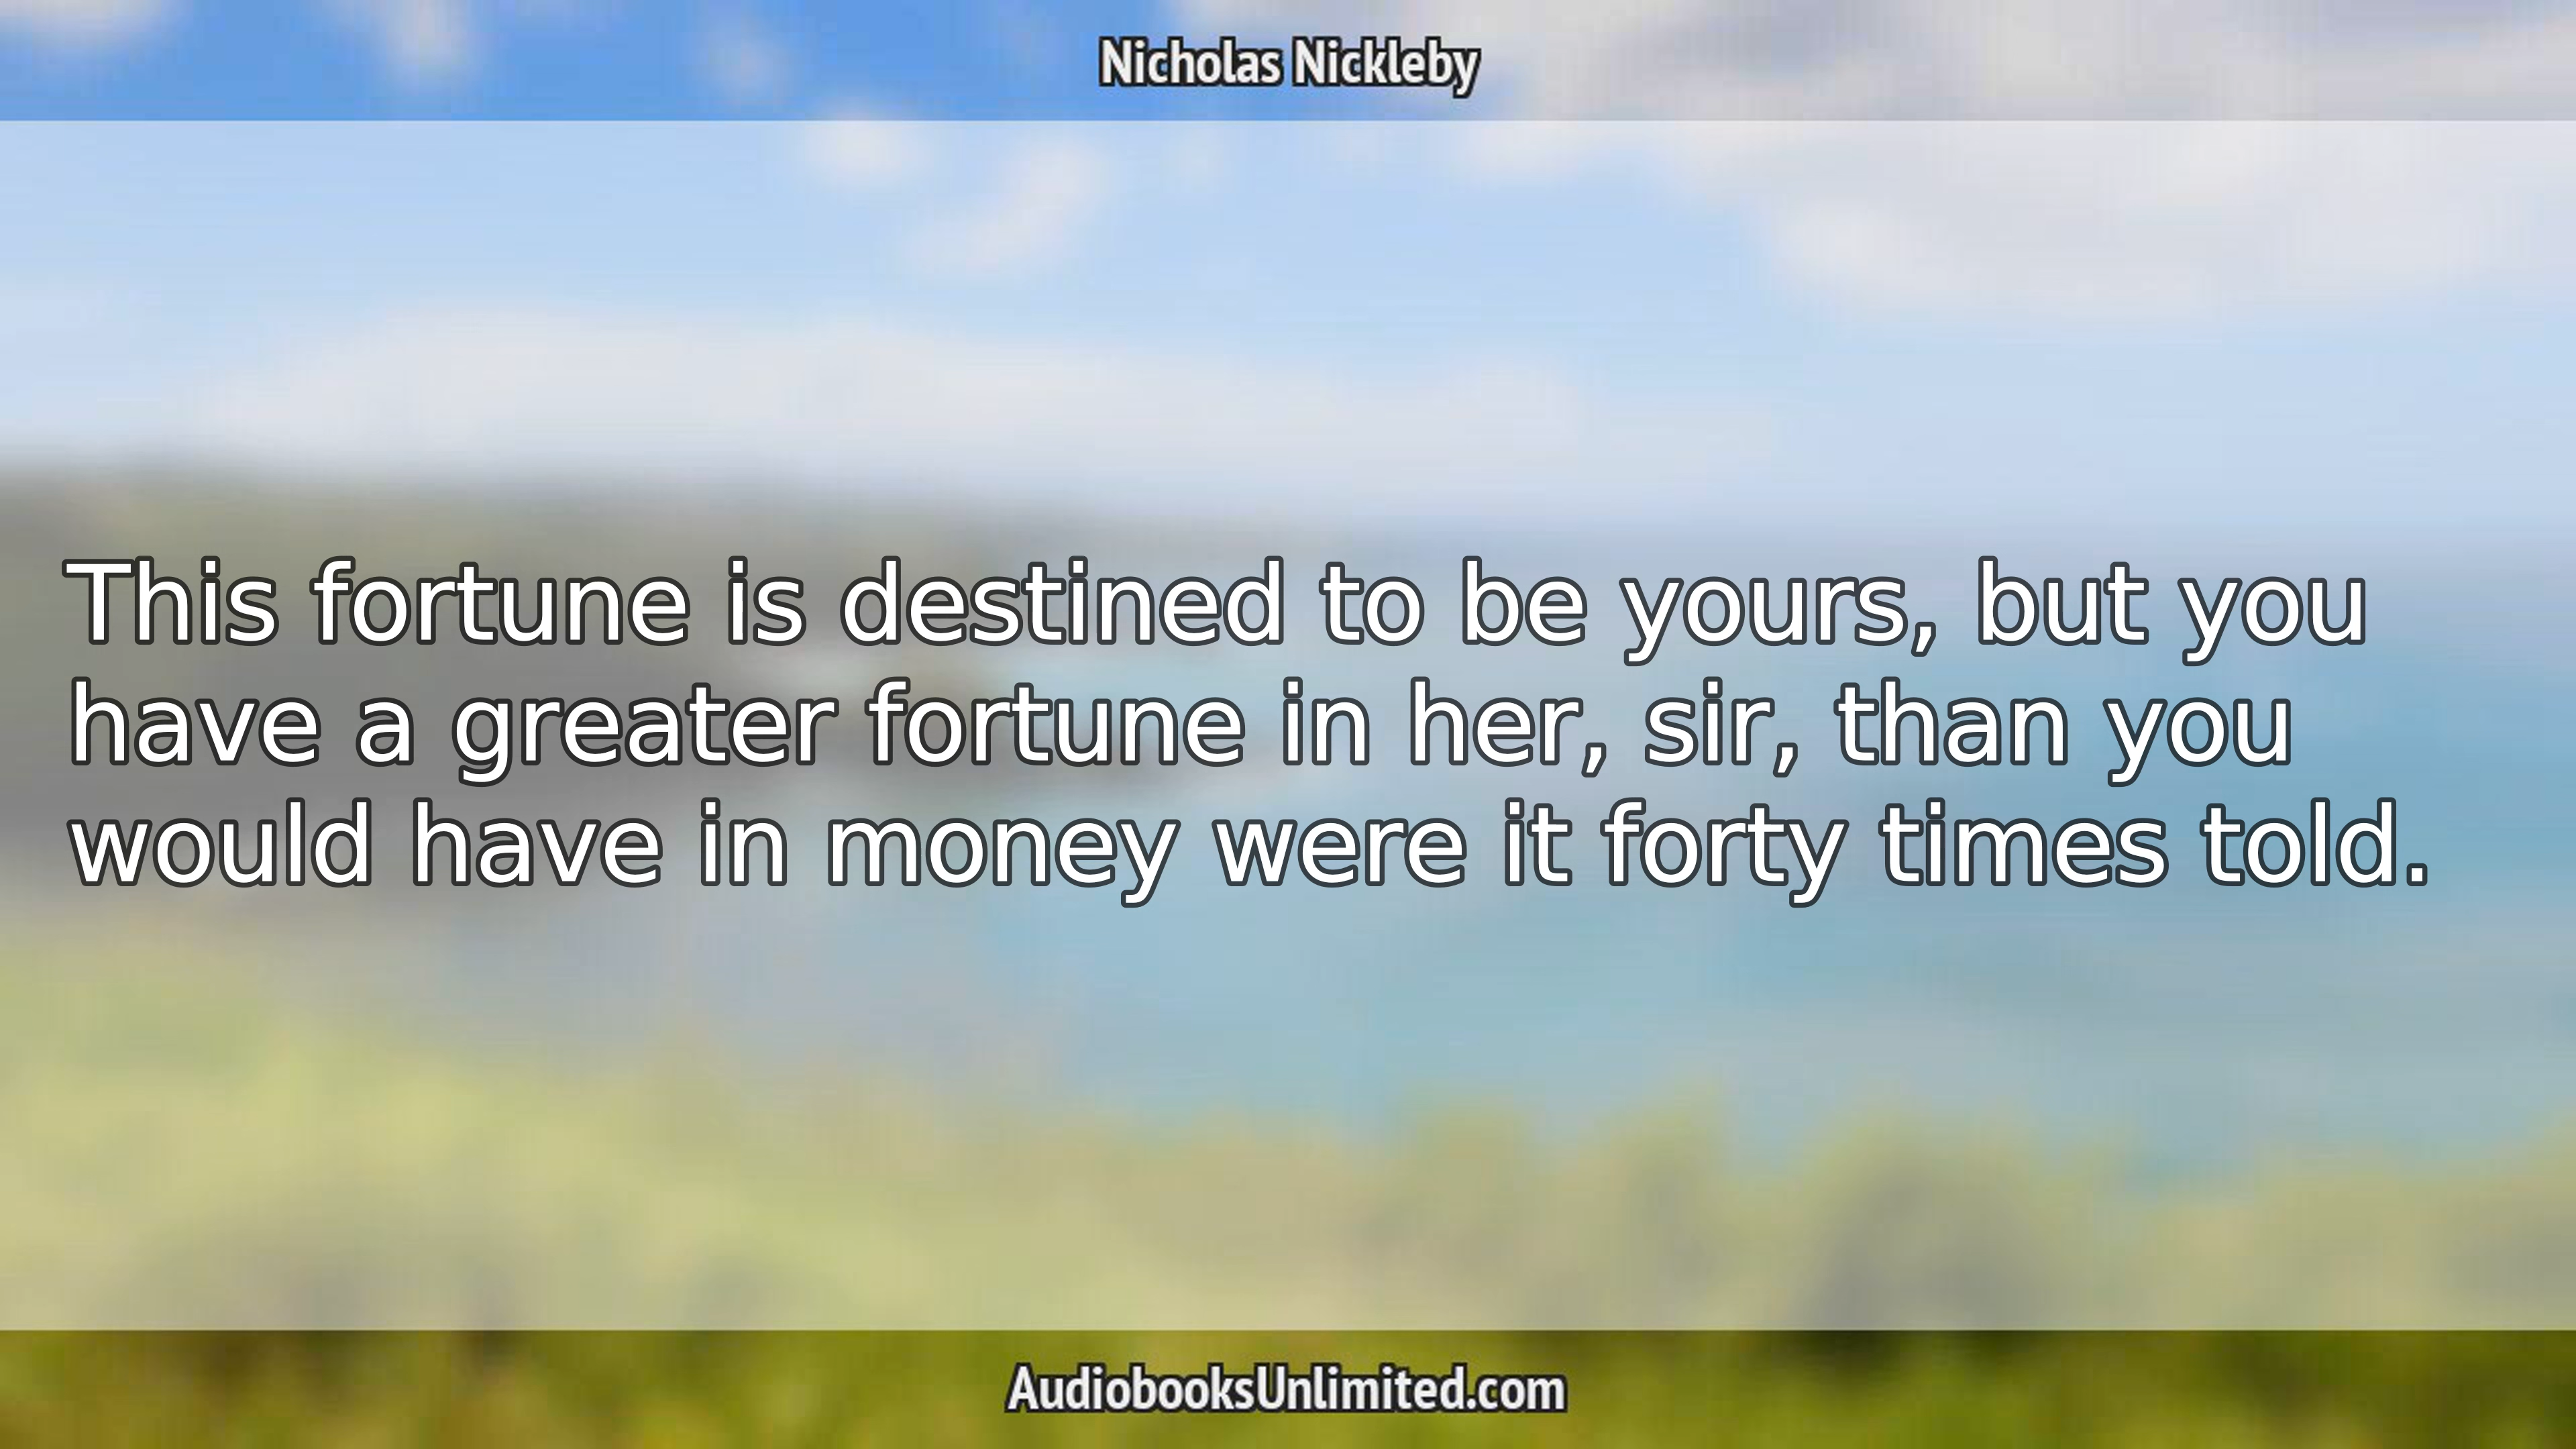 Nicholas Nickleby
This fortune is destined to be yours, but you
have a greater fortune in her, sir, than you
would have in money were it forty times told.
AudiobooksUnlimited.com